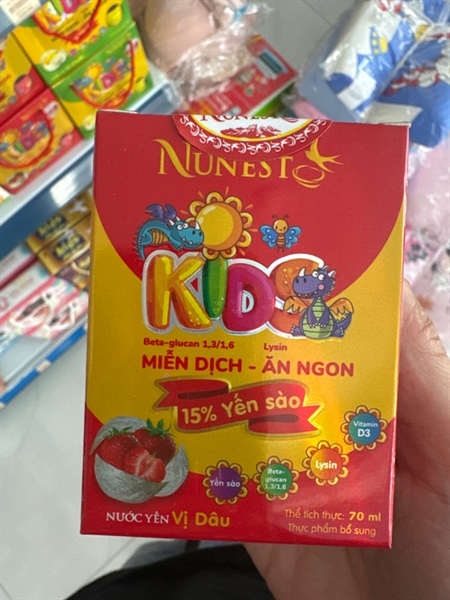 NUNEST
NUNEST
KIDS
Beta-glucan 1,3/1,6 Lysin
MIỄN DỊCH - ĂN NGON
15% Yến sào
Vitamin
D3
Lysin
Beta-
glucan
1,3/1,6
Yến sào
NƯỚC YẾN Vị Dâu
Thể tích thực: 70 ml
Thực phẩm bổ sung